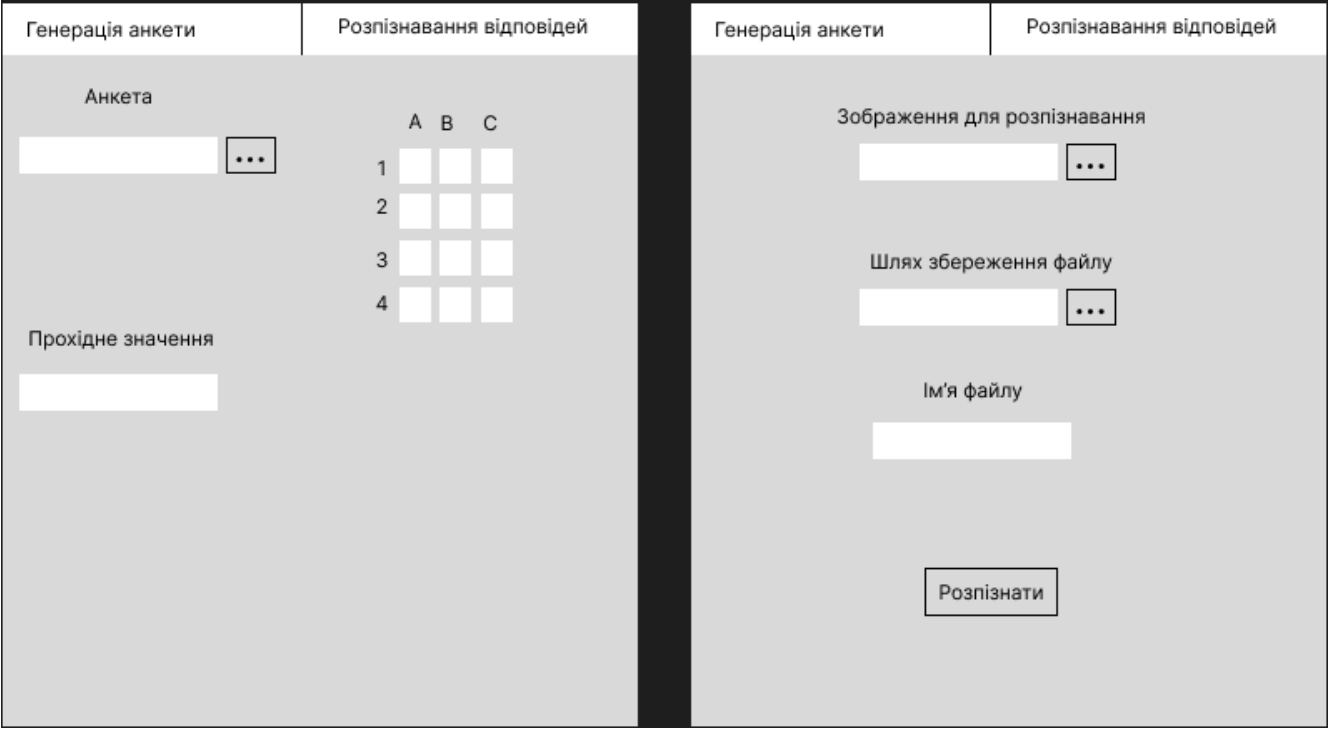 Генерація анкети
Розпізнавання відповідей
Анкета
...
A B C
1
2
3
4
Прохідне значення
Генерація анкети
Розпізнавання відповідей
Зображення для розпізнавання
...
Шлях збереження файлу
...
Ім’я файлу
Розпізнати